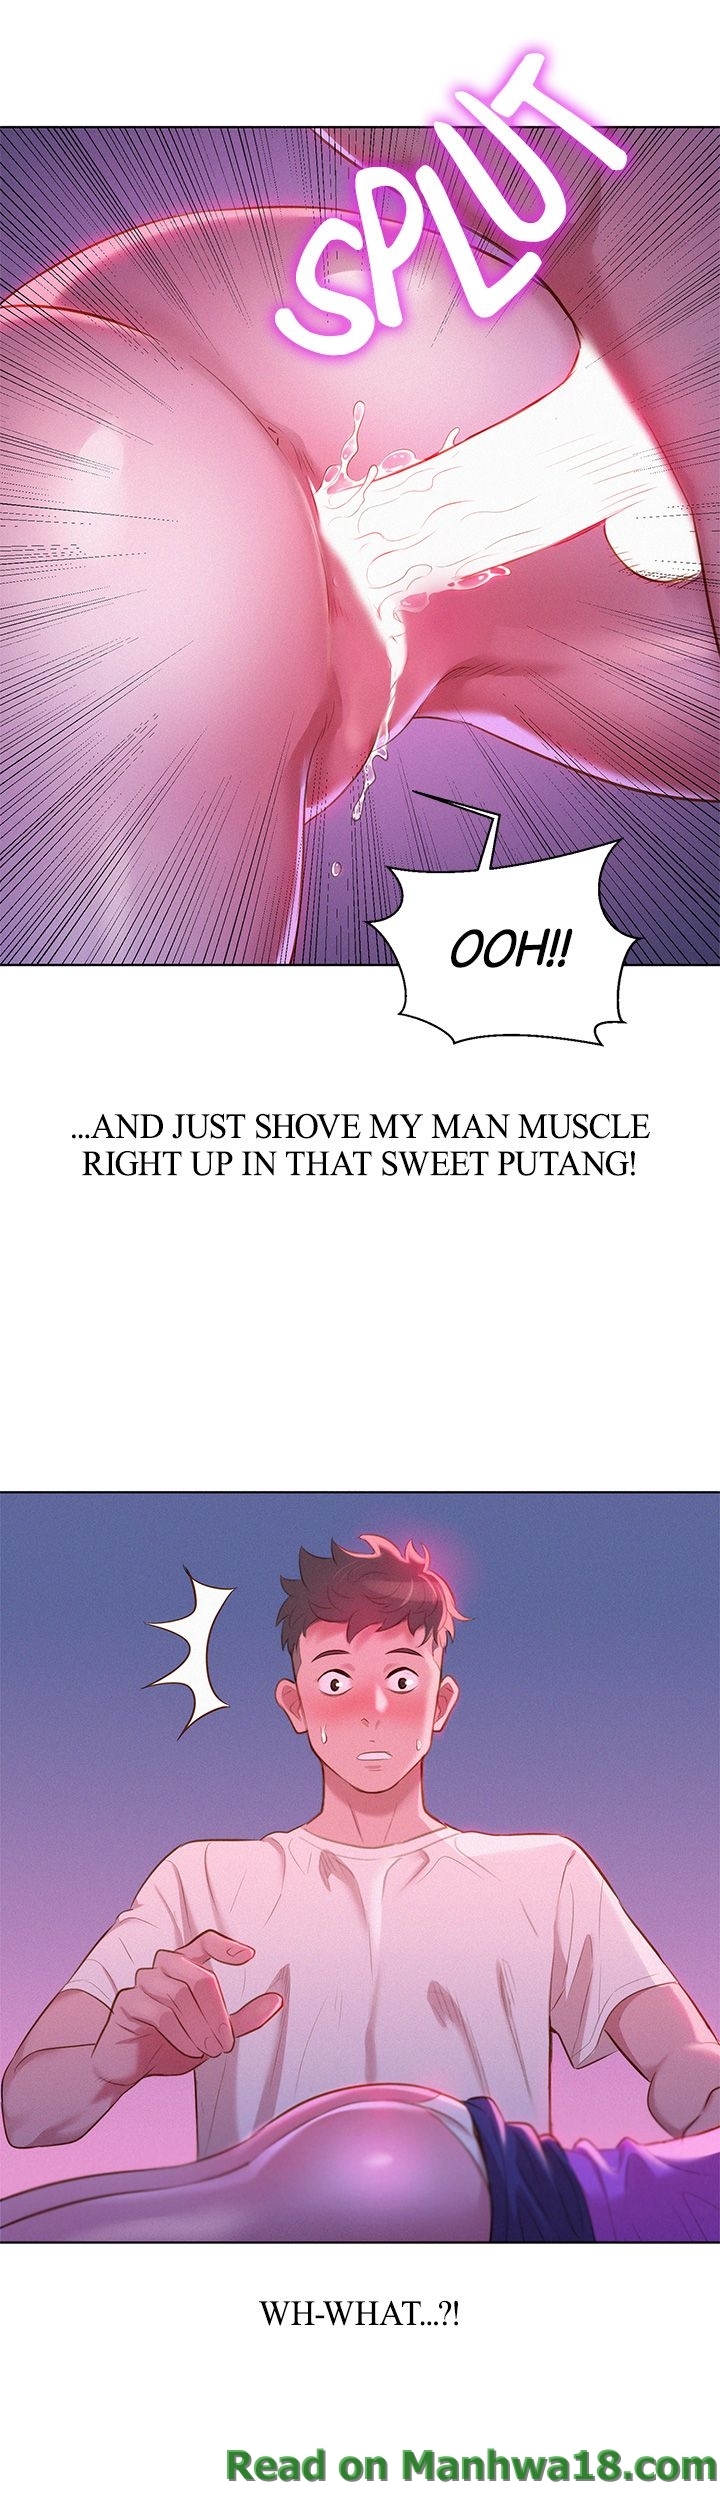 SPLUT
OOH!!
...AND JUST SHOVE MY MAN MUSCLE
RIGHT UP IN THAT SWEET PUTANG!
WH-WHAT...?!
Read on Manhwa18.com